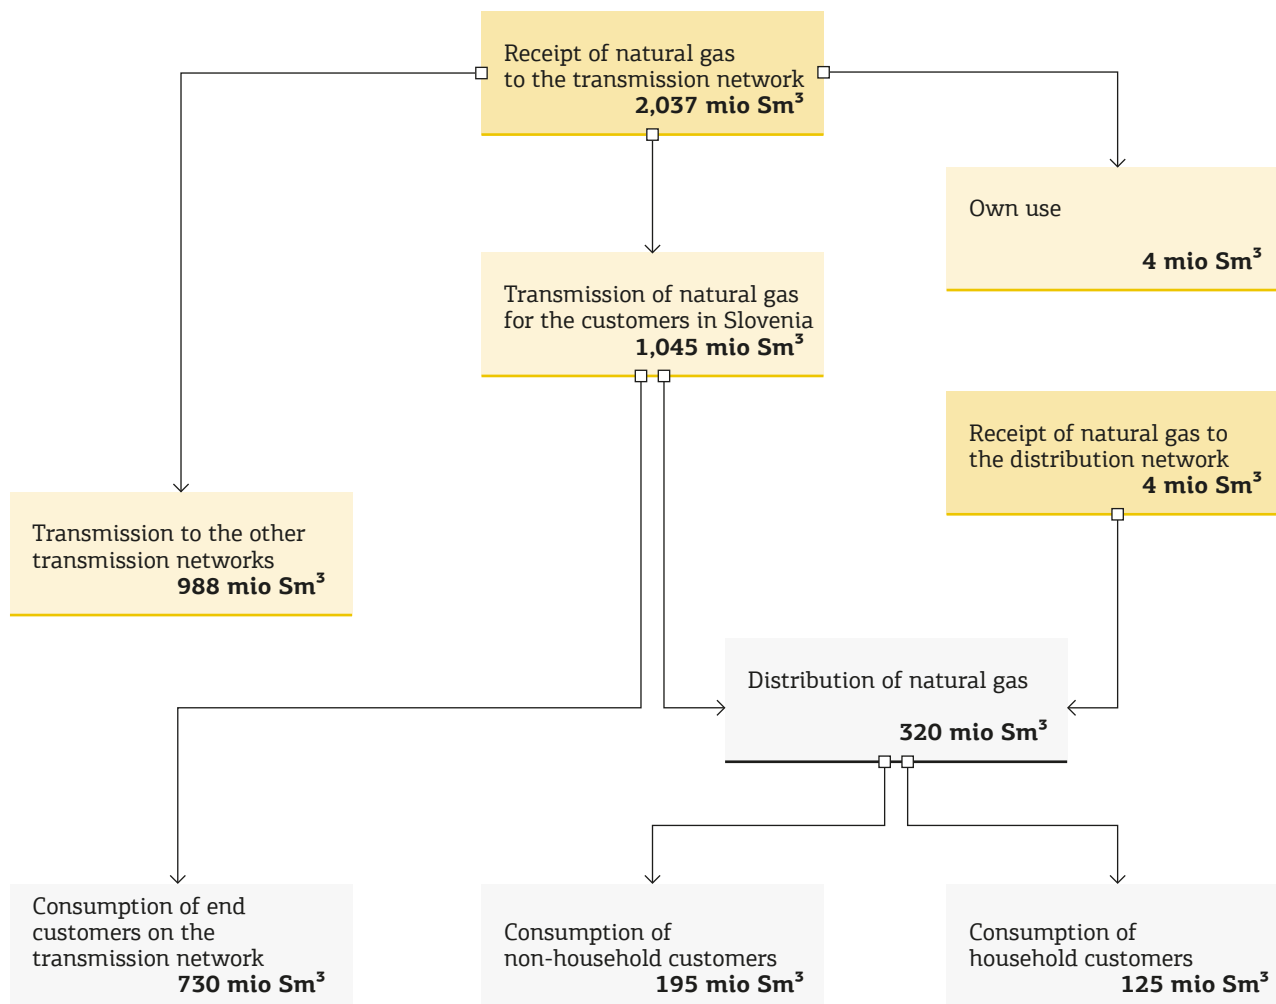 Receipt of natural gas
to the transmission network
2,037 mio Sm³
Own use
4 mio Sm³
Transmission of natural gas
for the customers in Slovenia
1,045 mio Sm³
Receipt of natural gas to
the distribution network
4 mio Sm³
Transmission to the other
transmission networks
988 mio Sm³
Distribution of natural gas
320 mio Sm³
Consumption of end
customers on the
transmission network
730 mio Sm³
Consumption of
non-household customers
195 mio Sm³
Consumption of
household customers
125 mio Sm³